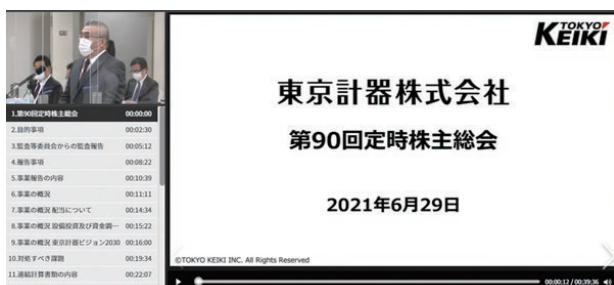 1.第90回定時株主総会 00:00:00
2.目的事項 00:02:30
3.監査等委員会からの監査報告 00:05:12
4.報告事項 00:08:22
5.事業報告の内容 00:10:39
6.事業の概況 00:11:11
7.事業の概況 配当について 00:14:34
8.事業の概況 設備投資及び資金調… 00:15:22
9.事業の概況 東京計器ビジョン2030 00:16:00
10.対処すべき課題 00:19:34
11.連結計算書類の内容 00:22:07
TOKYO
KEIKI
東京計器株式会社
第90回定時株主総会
2021年6月29日
©TOKYO KEIKI INC. All Rights Reserved
00:00:12 / 00:39:36